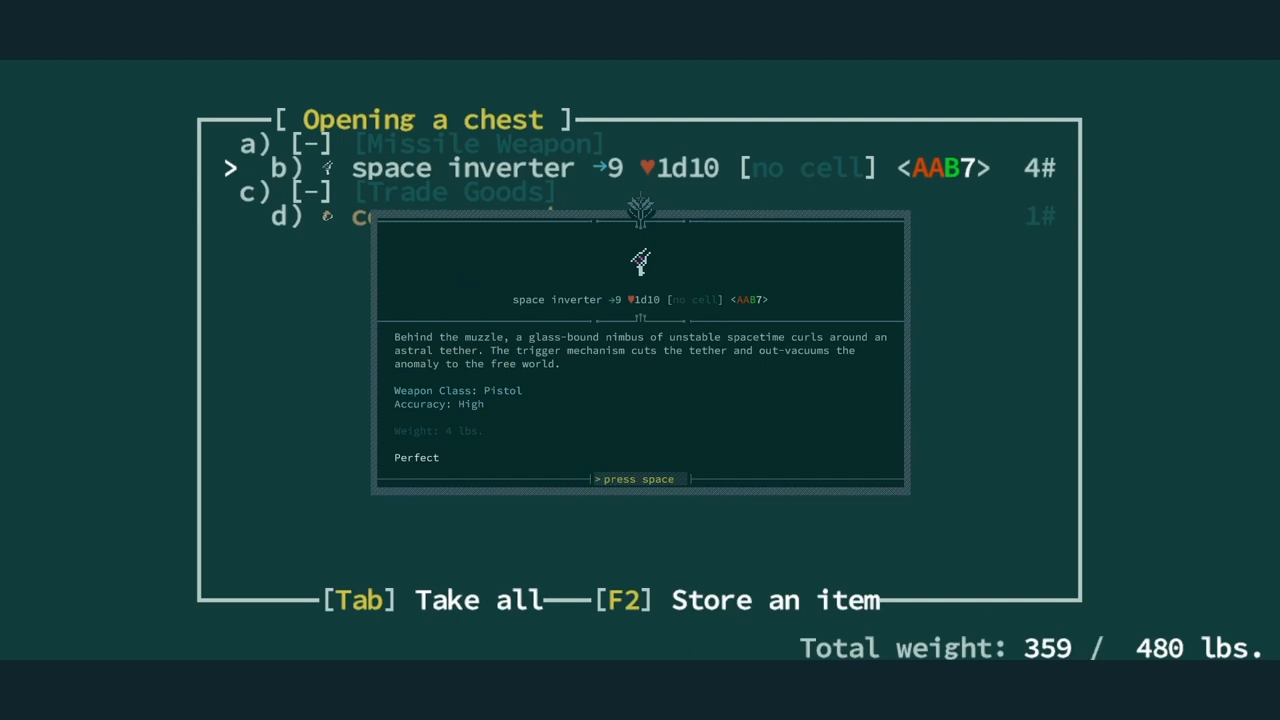 [ Opening a chest ]
a) [-] [Missile Weapon]
> b) space inverter →9 ♥1d10 [no cell] <AAB7> 4#
c) [-] [Trade Goods]
d) 1#
space inverter →9 ♥1d10 [no cell] <AAB7>
Behind the muzzle, a glass-bound nimbus of unstable spacetime curls around an
astral tether. The trigger mechanism cuts the tether and out-vacuums the
anomaly to the free world.
Weapon Class: Pistol
Accuracy: High
Weight: 4 lbs.
Perfect
>press space
[Tab] Take all [F2] Store an item
Total weight: 359 / 480 lbs.